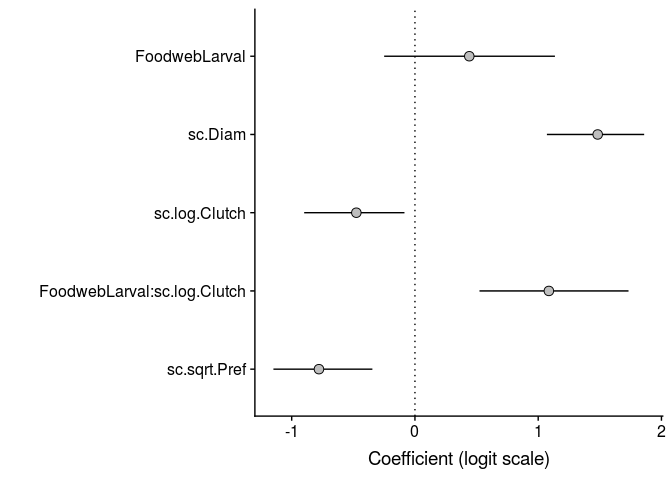 FoodwebLarval
sc.Diam
sc.log.Clutch
FoodwebLarval:sc.log.Clutch
sc.sqrt.Pref
-1 0 1 2
Coefficient (logit scale)